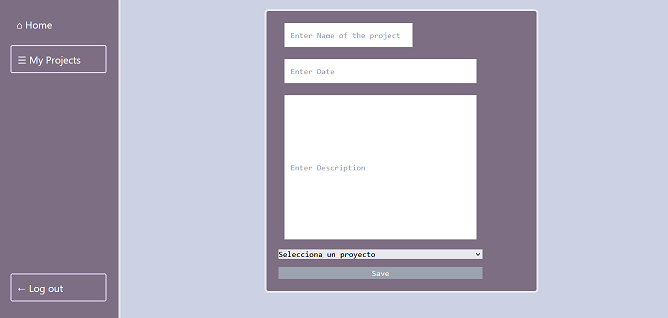 ⌂ Home
☰ My Projects
← Log out
Enter Name of the project
Enter Date
Enter Description
Selecciona un proyecto
Save